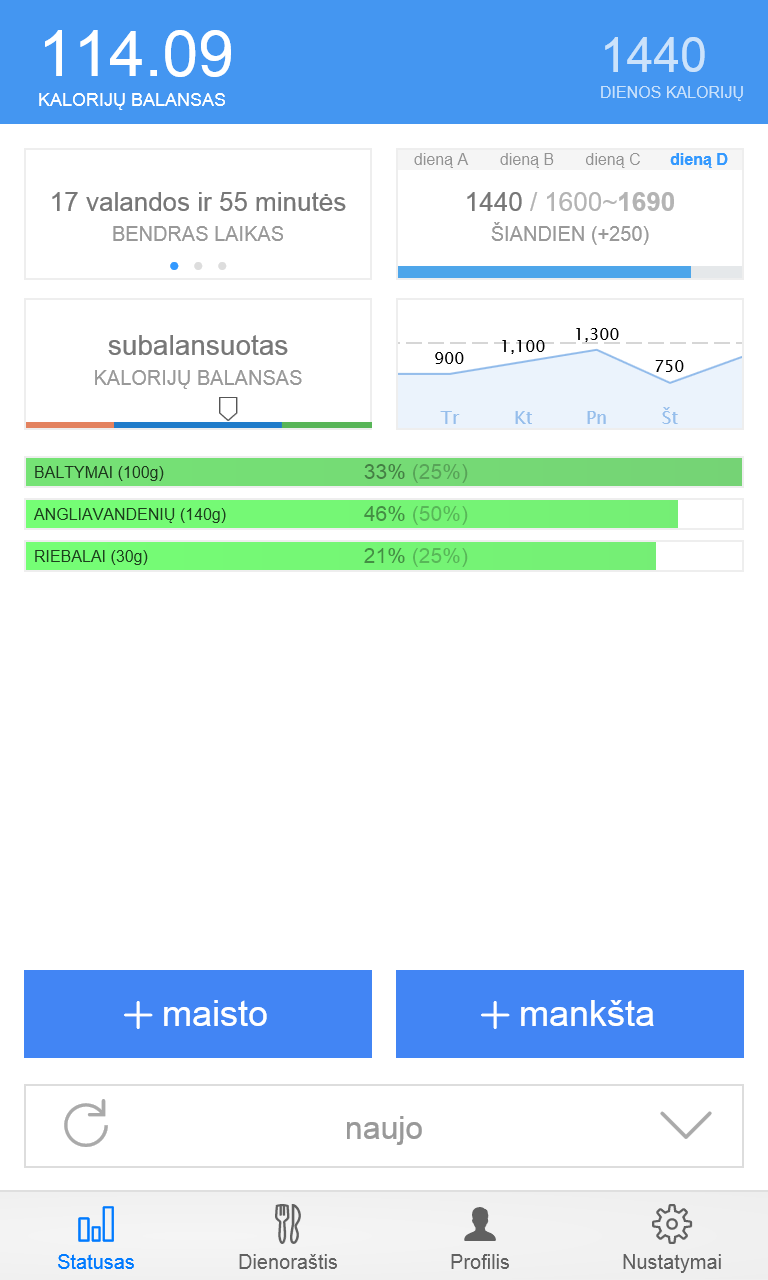 114.09
KALORIJŲ BALANSAS
1440
DIENOS KALORIJŲ
17 valandos ir 55 minutės
BENDRAS LAIKAS
dieną A dieną B dieną C dieną D
1440 / 1600~1690
ŠIANDIEN (+250)
subalansuotas
KALORIJŲ BALANSAS
900 1,100 1,300 750
Tr Kt Pn Št
BALTYMAI (100g) 33% (25%)
ANGLIAVANDENIŲ (140g) 46% (50%)
RIEBALAI (30g) 21% (25%)
+ maisto
+ mankšta
naujo
Statusas Dienoraštis Profilis Nustatymai